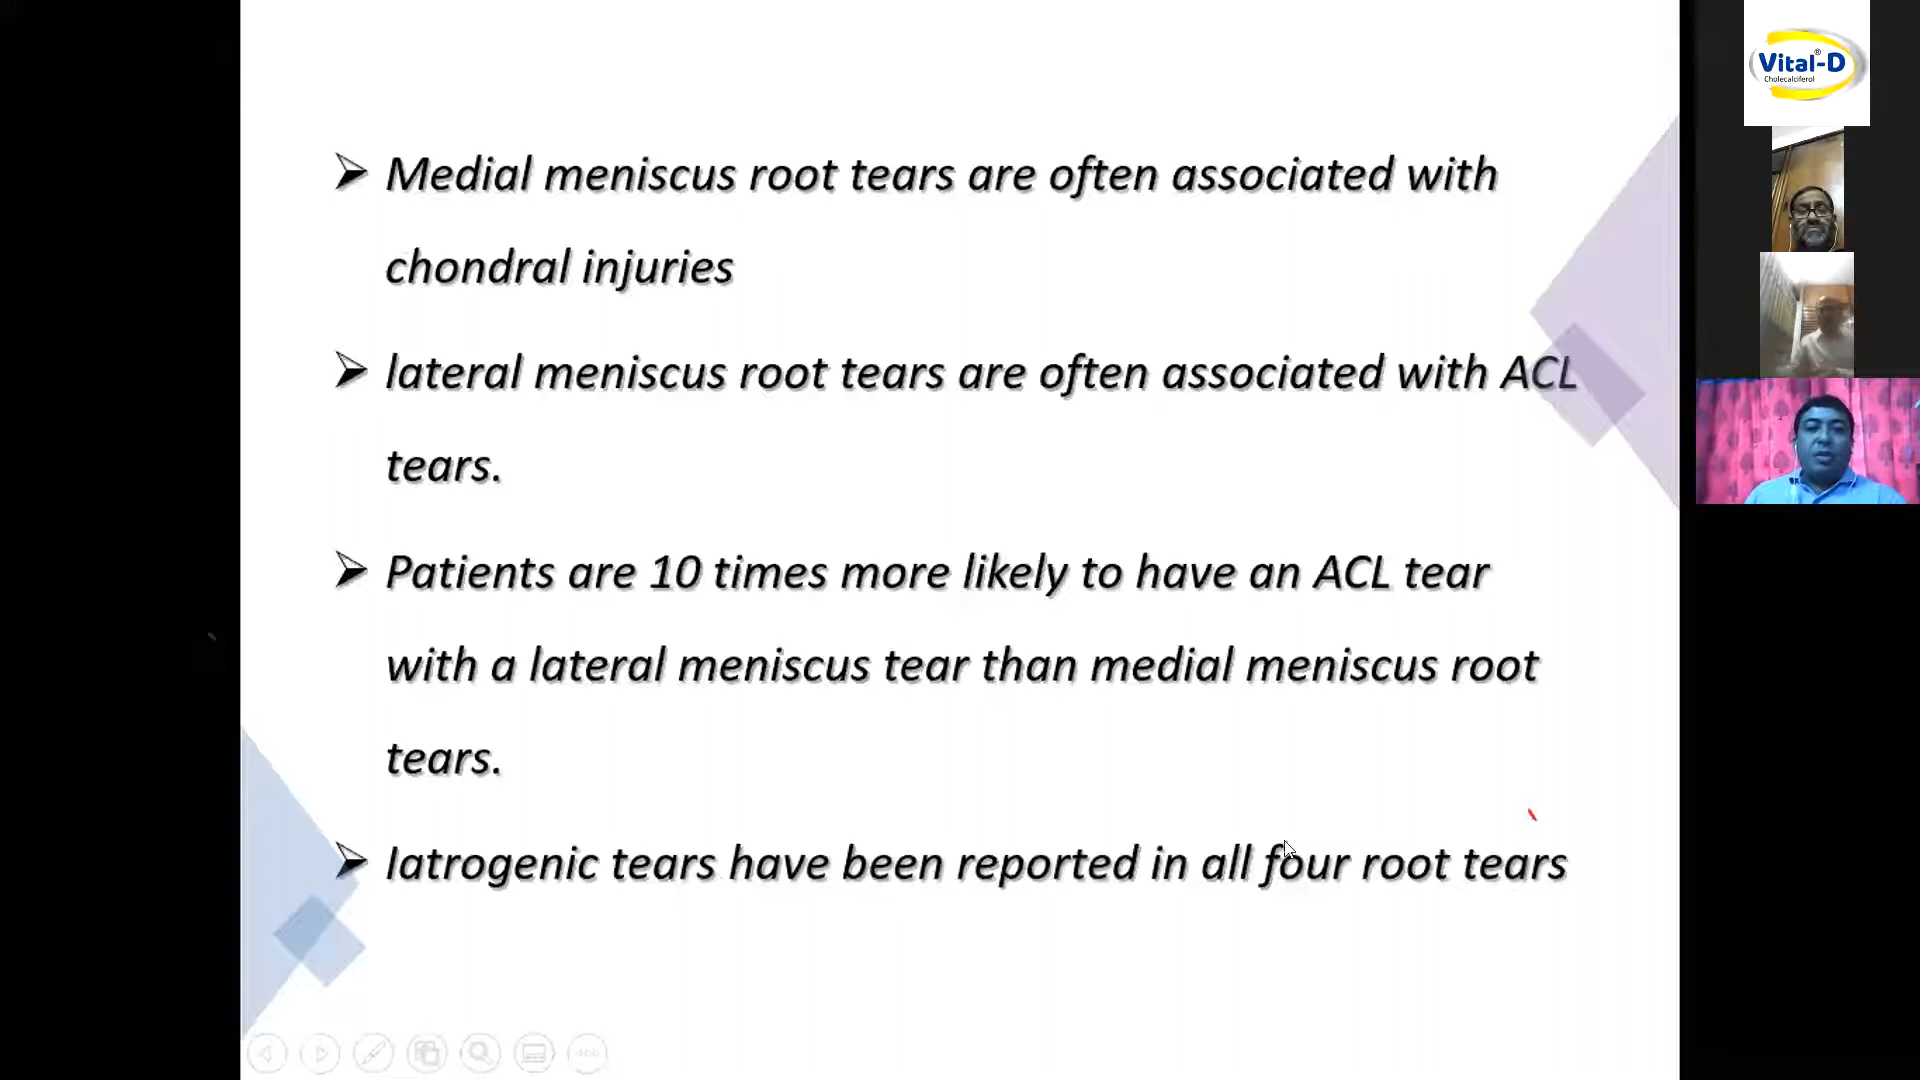 Medial meniscus root tears are often associated with
chondral injuries
lateral meniscus root tears are often associated with ACL
tears.
Patients are 10 times more likely to have an ACL tear
with a lateral meniscus tear than medial meniscus root
tears.
Iatrogenic tears have been reported in all four root tears
Vital-D®
Cholecalciferol